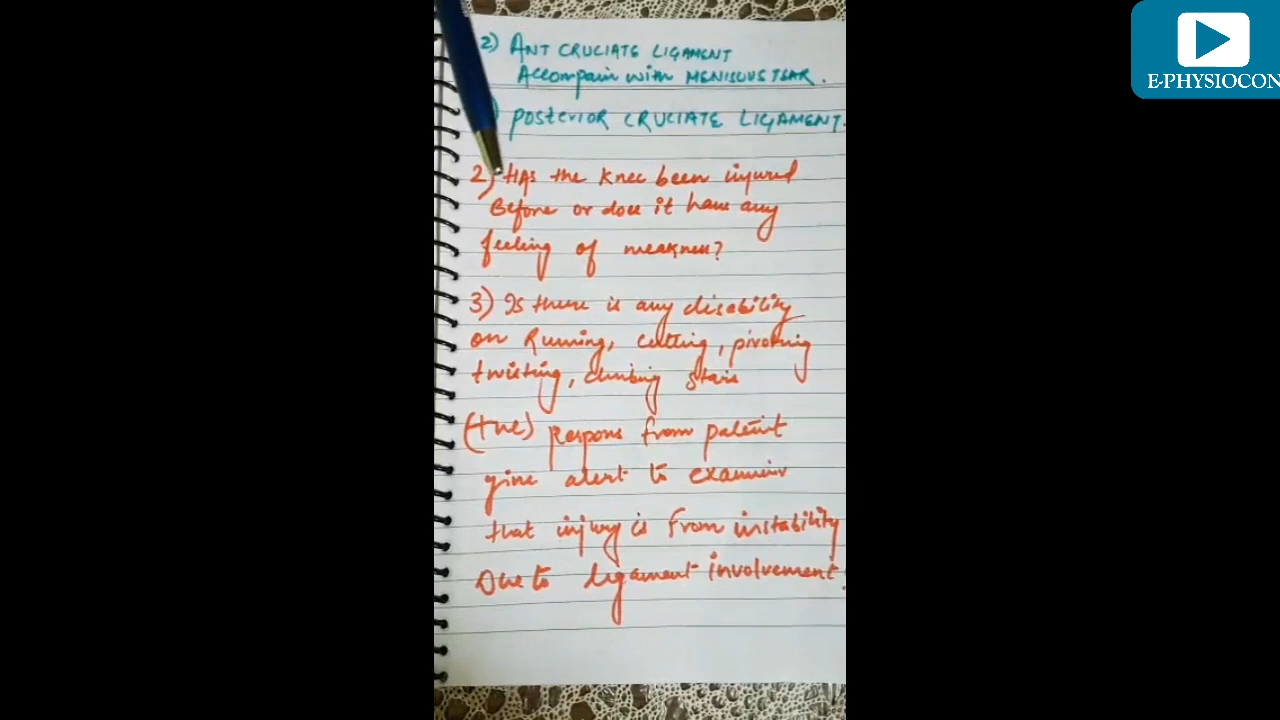 2) ANT CRUCIATE LIGAMENT
Accompain with MENISCUS TEAR.
) POSTERIOR CRUCIATE LIGAMENT.
2) HAS the knee been injured
Before or does it have any
feeling of weakness?
3) Is there is any disability
on Running, cutting, pivoting
twisting, climbing stairs
(+ve) Respons from patient
give alert to examiner
that injury is from instability
Due to ligament involvement.
E-PHYSIOCON